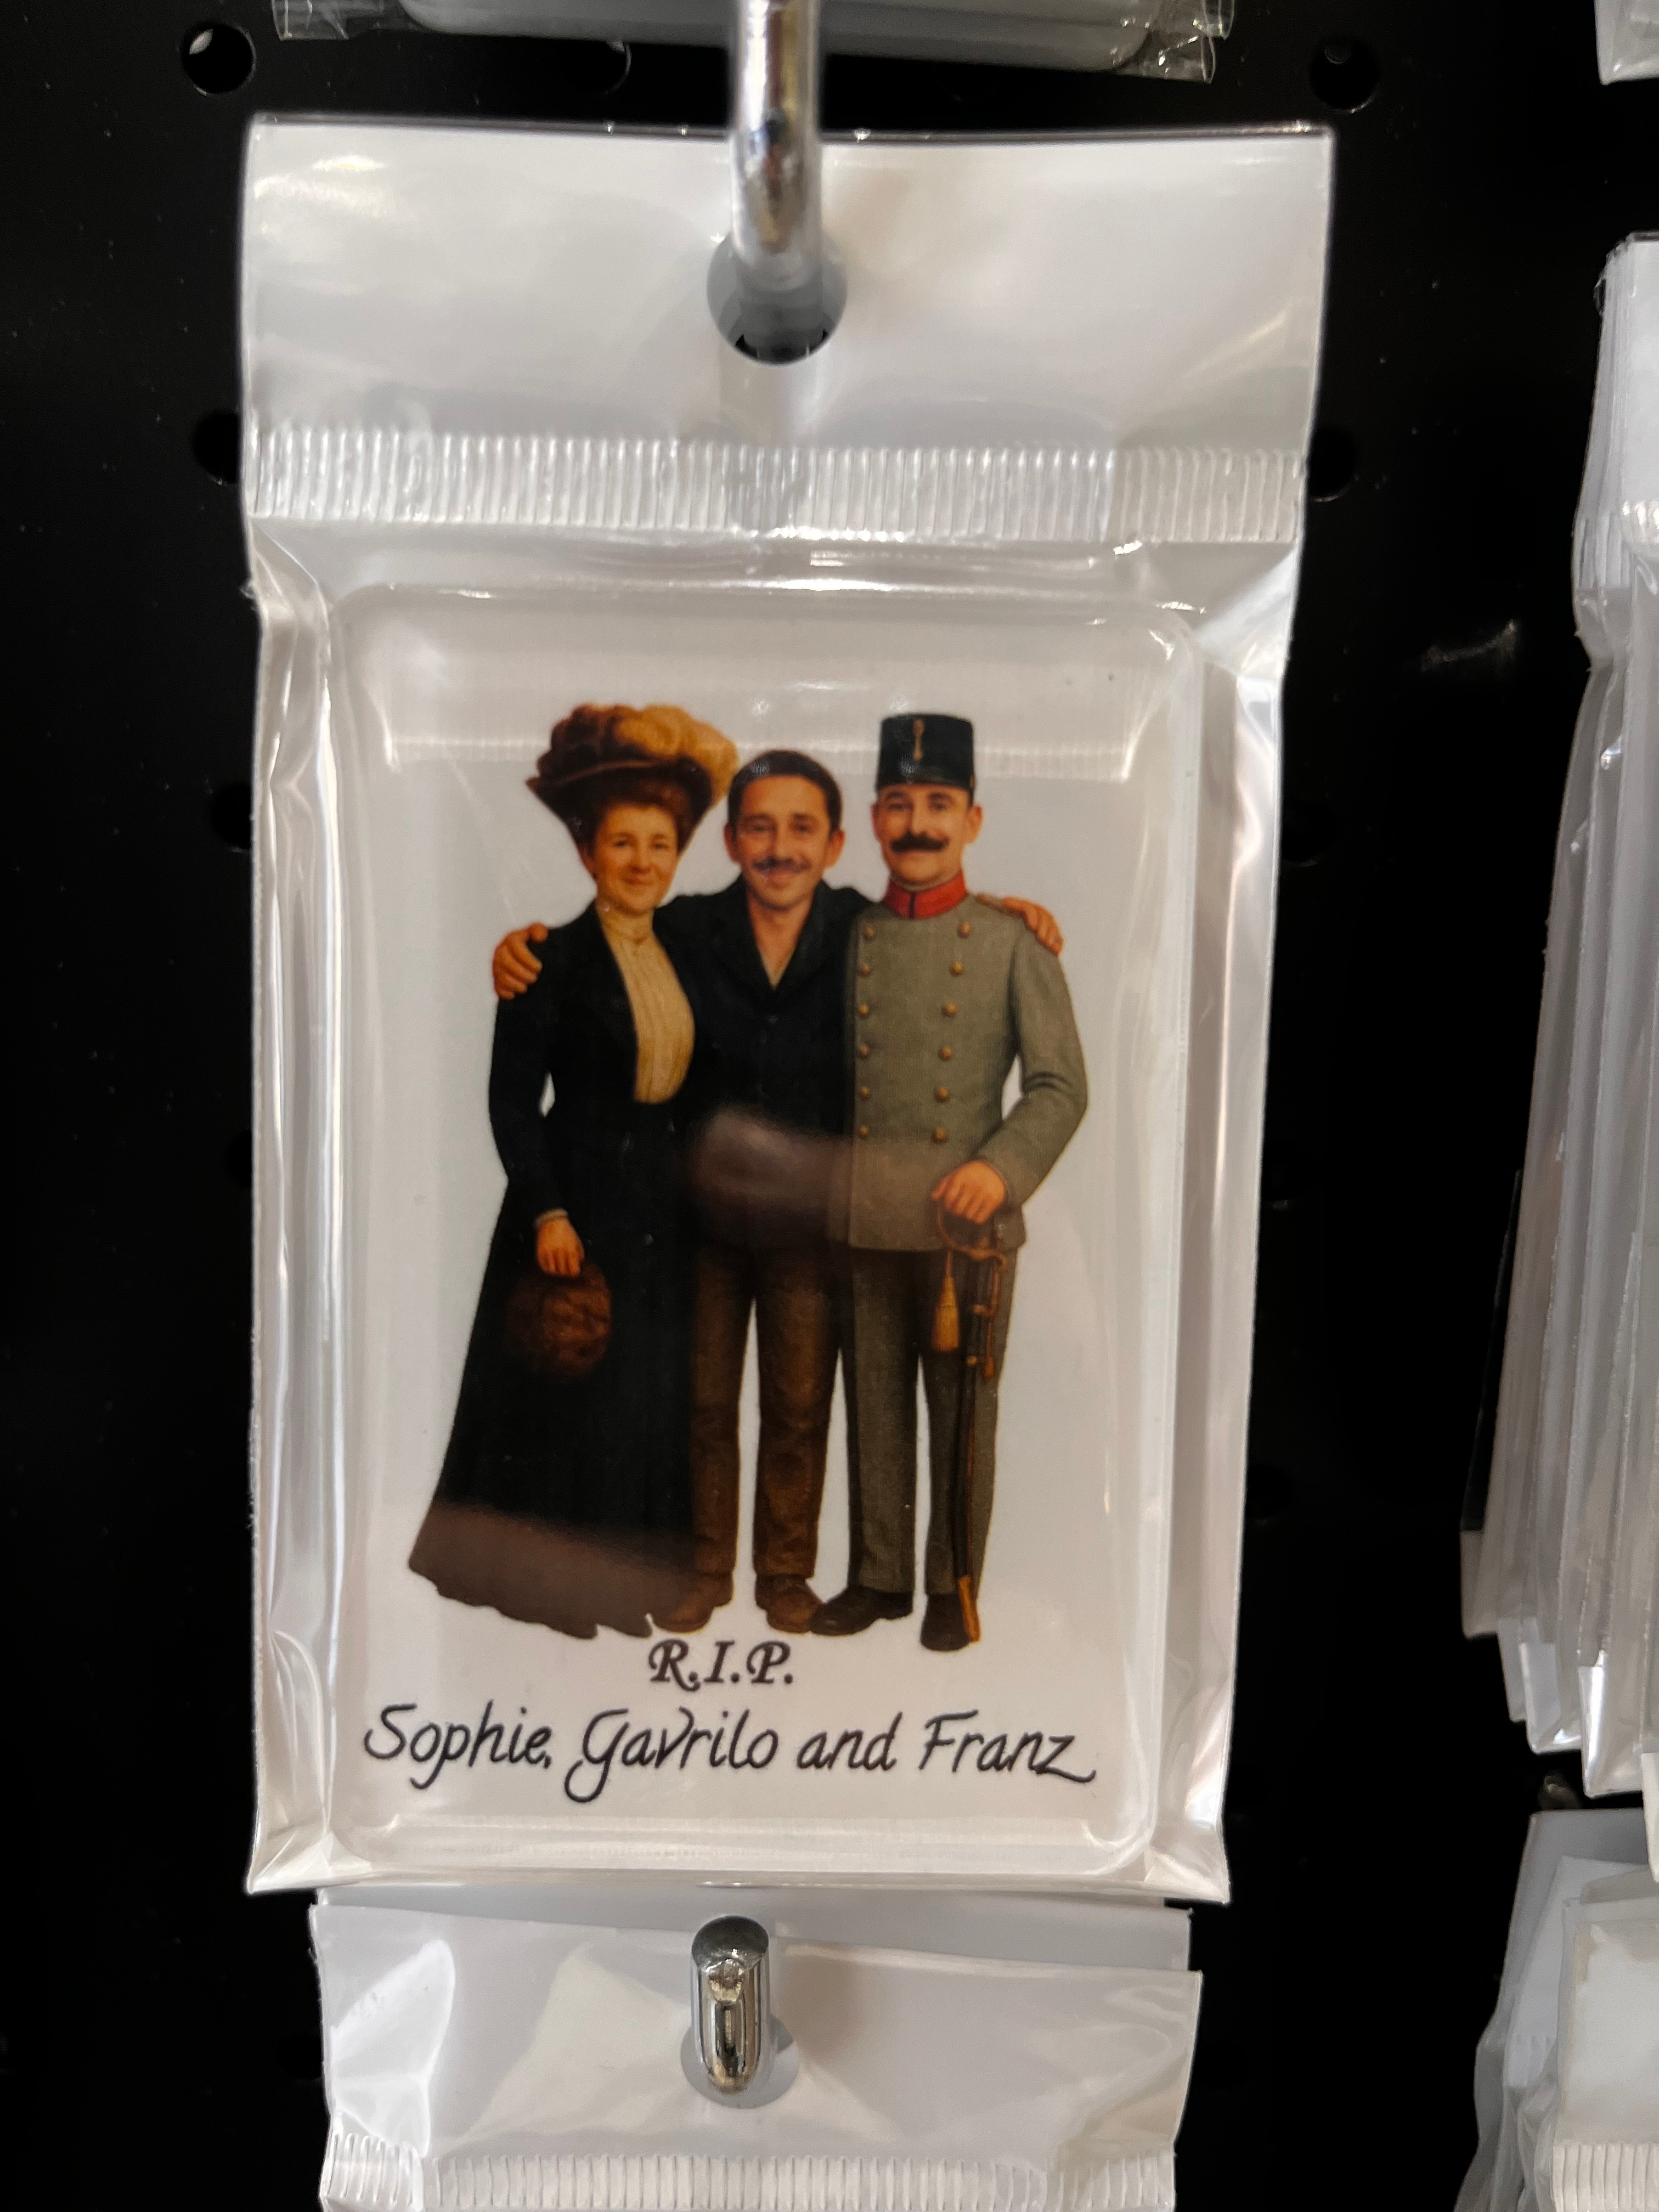 R.I.P.
Sophie, Gavrilo and Franz